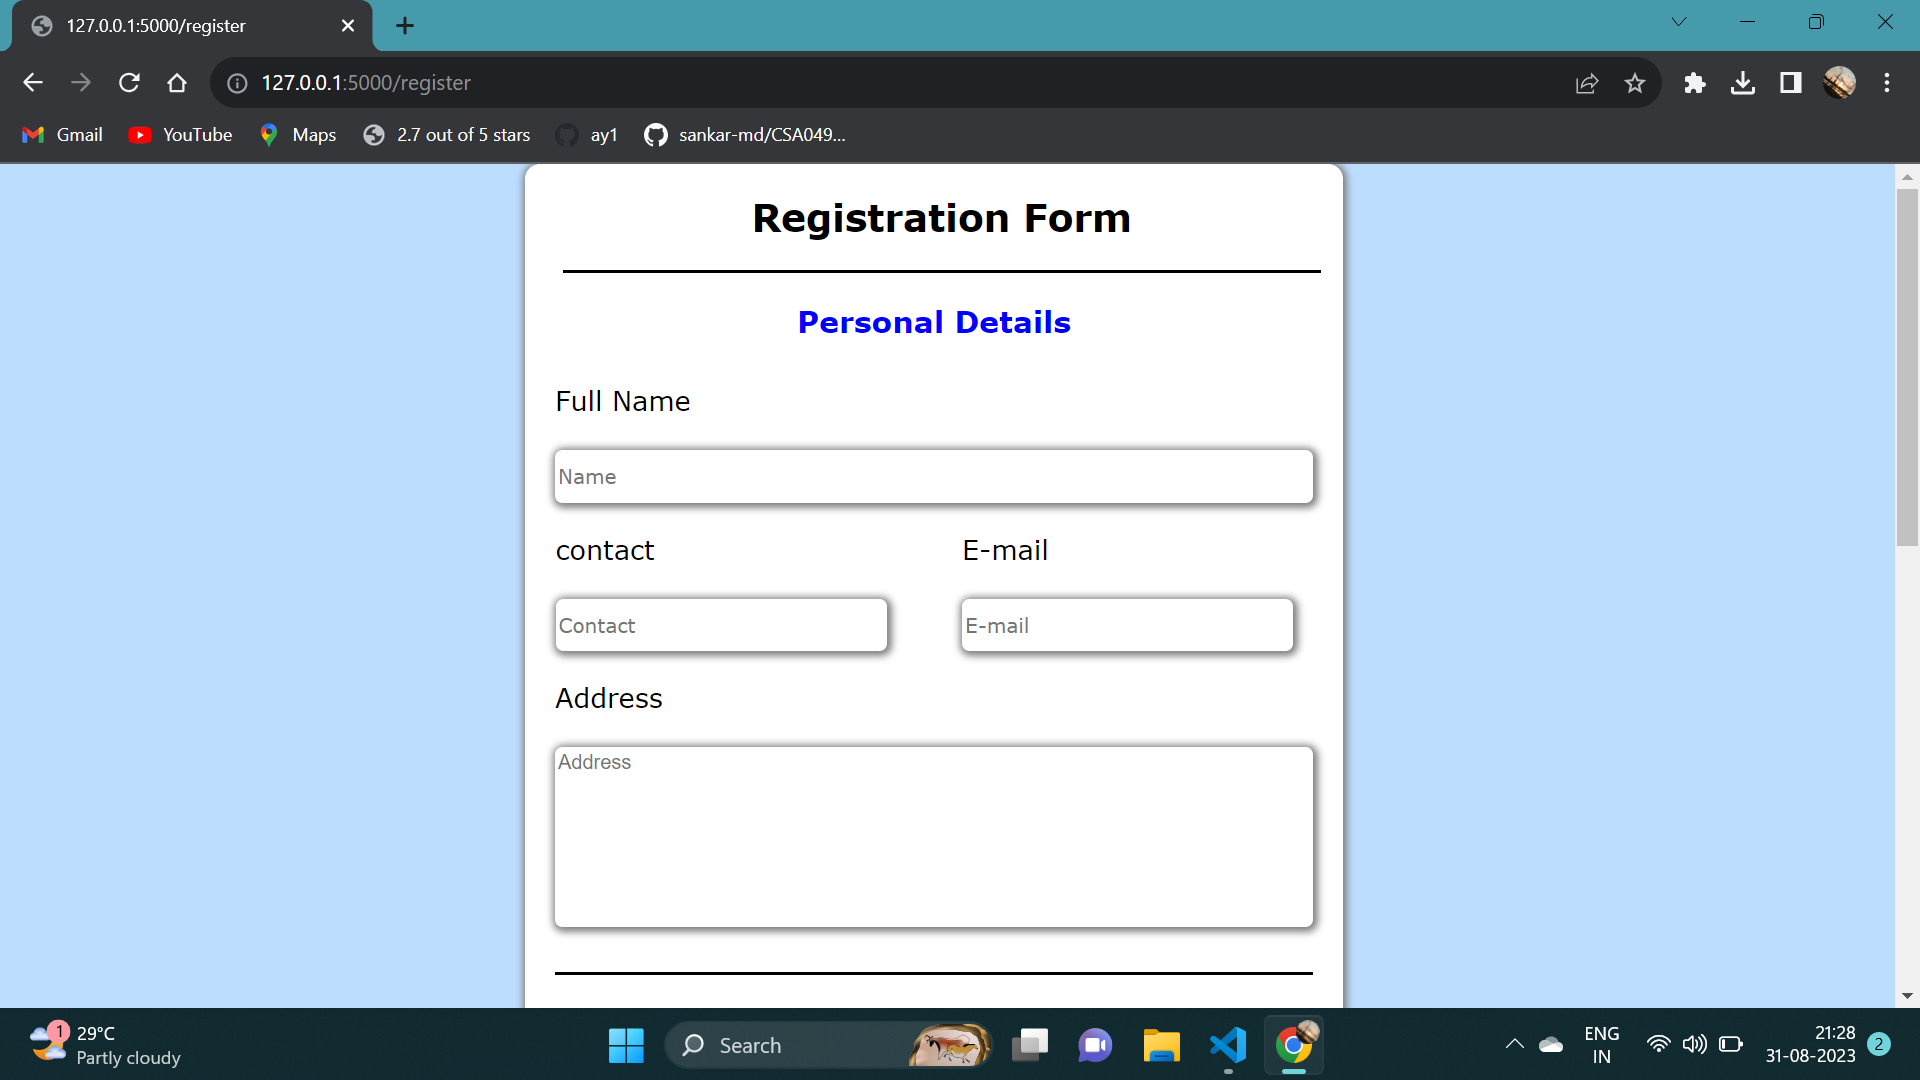 127.0.0.1:5000/register
127.0.0.1:5000/register
Gmail YouTube Maps 2.7 out of 5 stars ay1 sankar-md/CSA049...
Registration Form
Personal Details
Full Name
Name
contact E-mail
Contact E-mail
Address
Address
1 29°C
Partly cloudy
Search
ENG
IN
21:28
31-08-2023
2